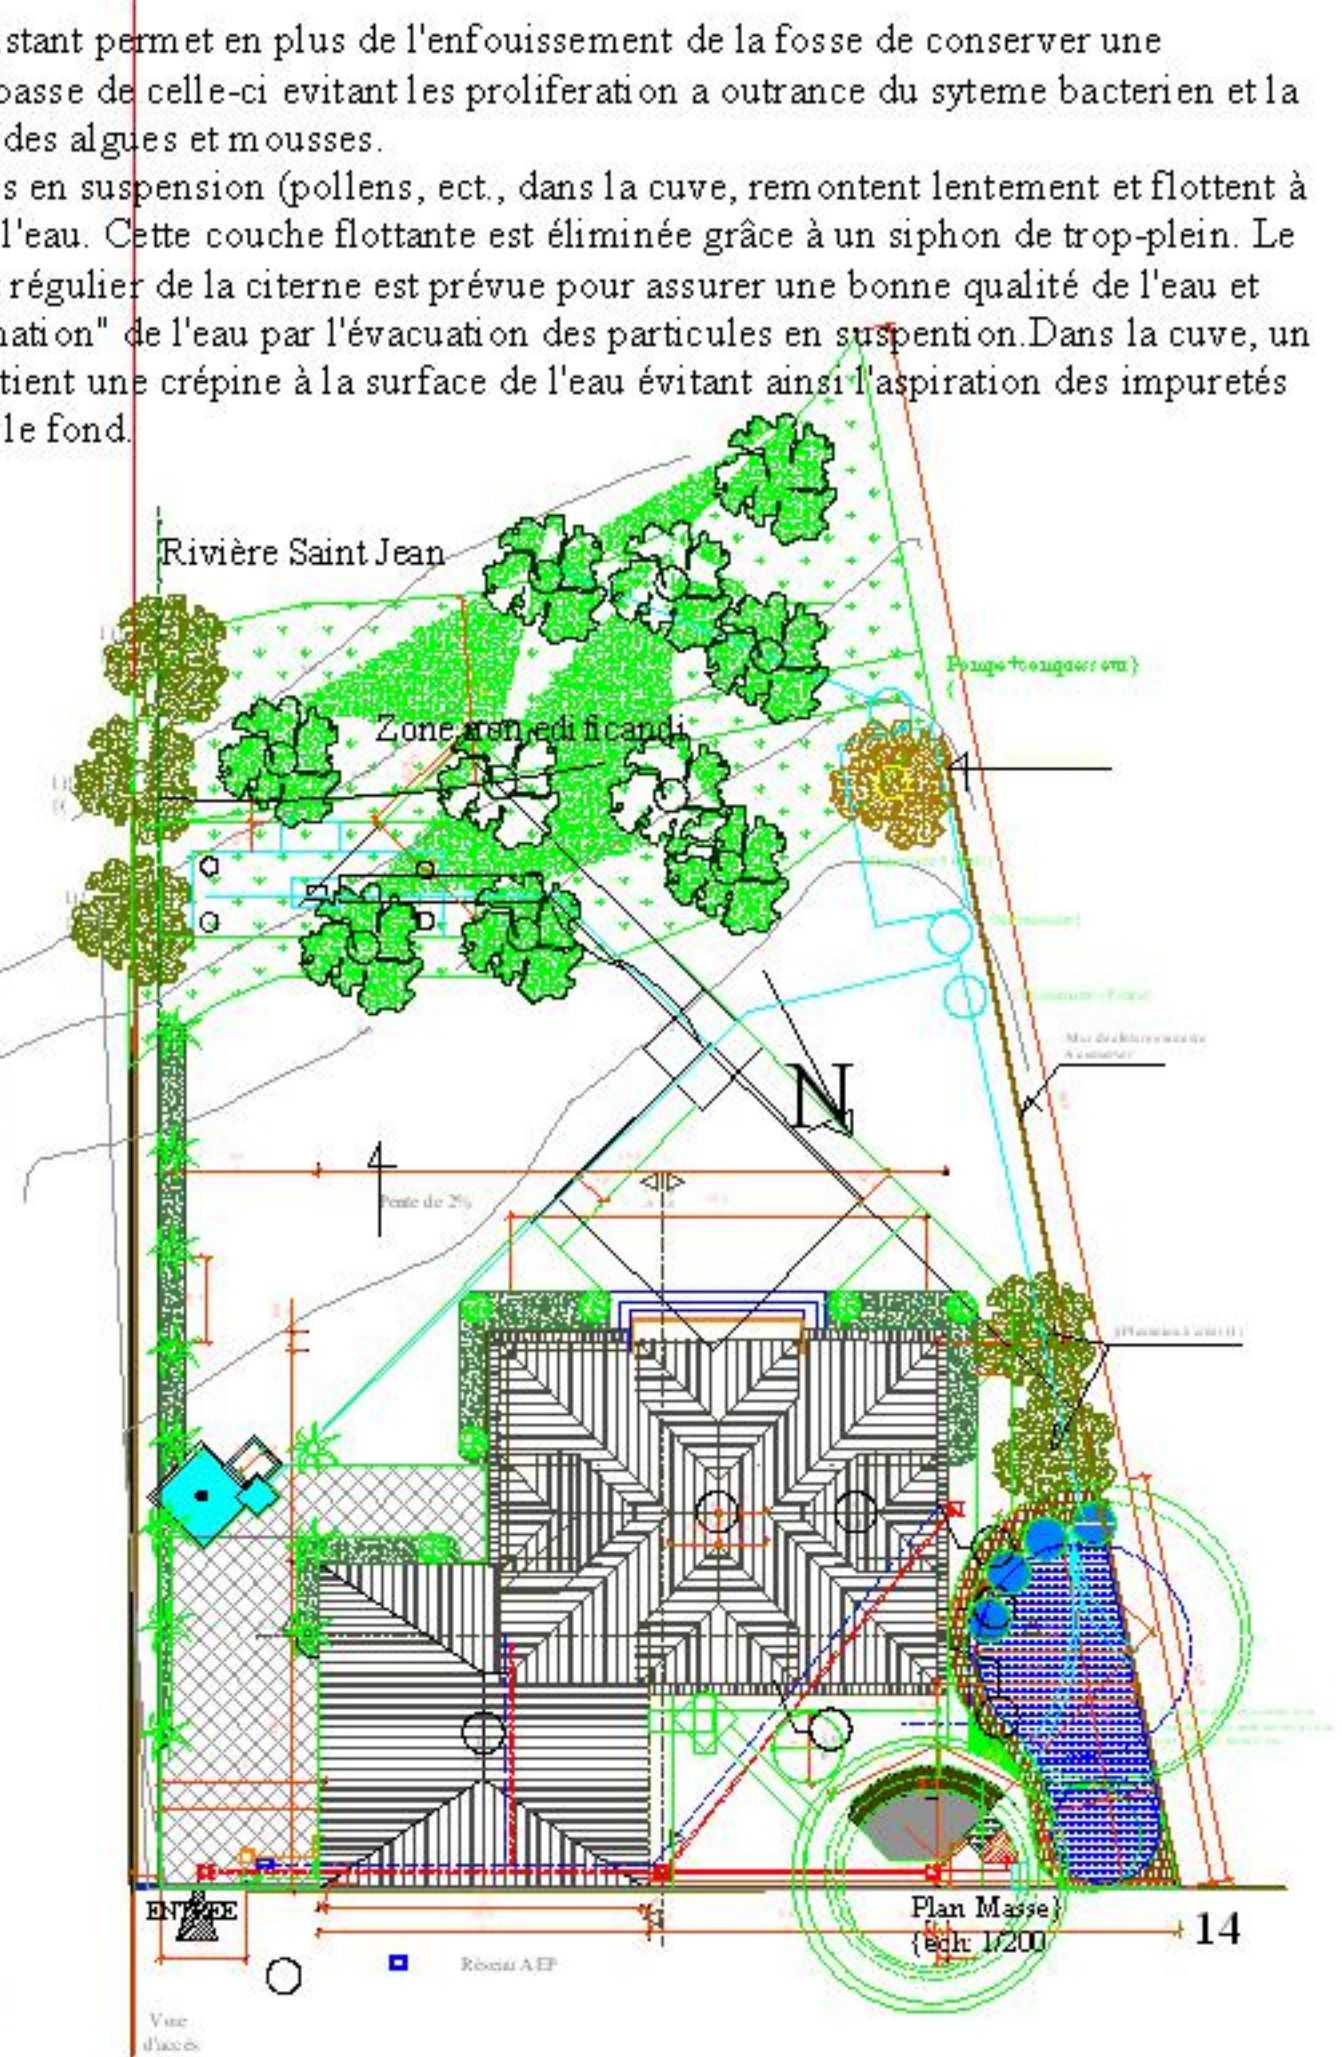 stant permet en plus de l'enfouissement de la fosse de conserver une
basse de celle-ci evitant les proliferation a outrance du syteme bacterien et la
des algues et mousses.
s en suspension (pollens, ect., dans la cuve, remontent lentement et flottent à
l'eau. Cette couche flottante est éliminée grâce à un siphon de trop-plein. Le
régulier de la citerne est prévue pour assurer une bonne qualité de l'eau et
nation" de l'eau par l'évacuation des particules en suspention.Dans la cuve, un
tient une crépine à la surface de l'eau évitant ainsi l'aspiration des impuretés
le fond.
Rivière Saint Jean
Zone non edificandi
N
Pente de 2%
ENTREE
Plan Masse}
{ech: 1/200
14
Réseau AEP
Voie
d'accés